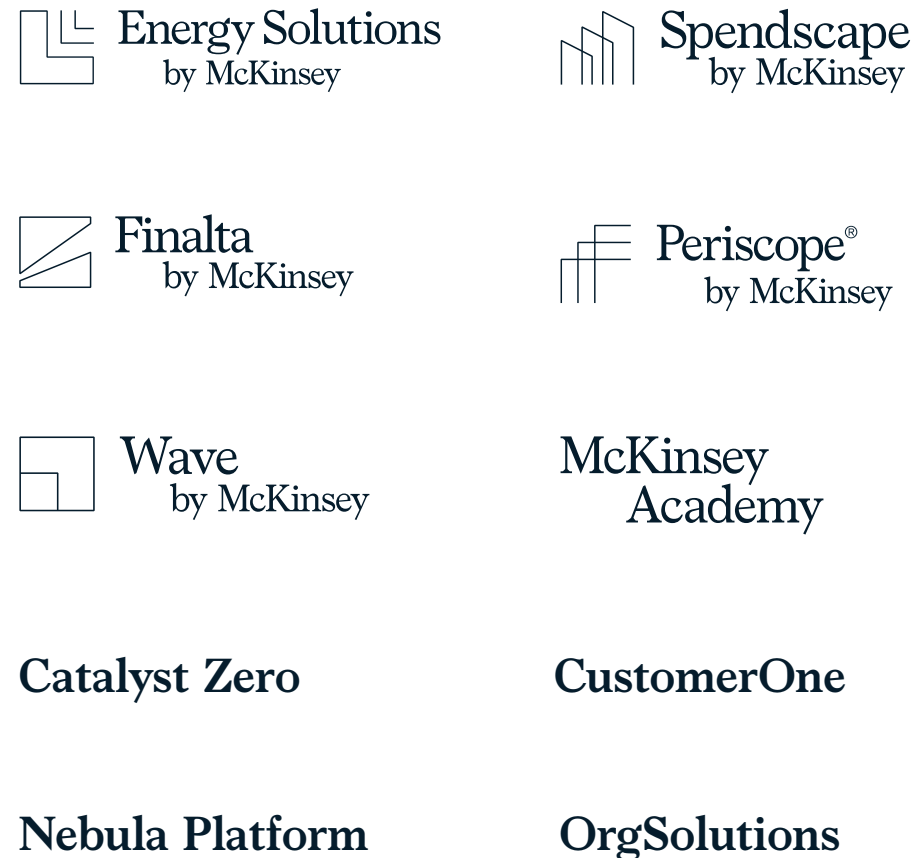 Energy Solutions
by McKinsey
Spendscape
by McKinsey
Finalta
by McKinsey
Periscope®
by McKinsey
Wave
by McKinsey
McKinsey
Academy
Catalyst Zero
CustomerOne
Nebula Platform
OrgSolutions